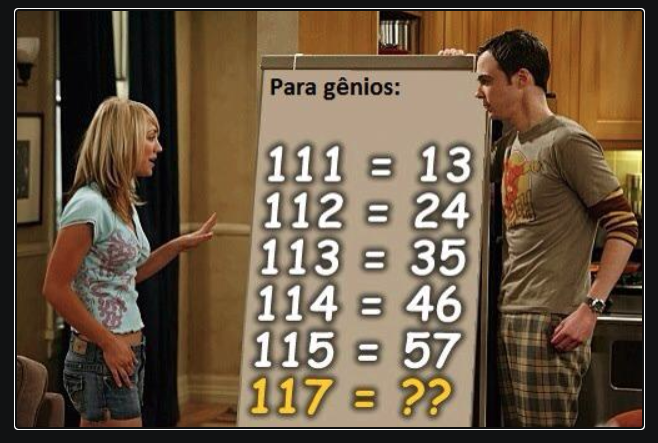 Para gênios:
111 = 13
112 = 24
113 = 35
114 = 46
115 = 57
117 = ??